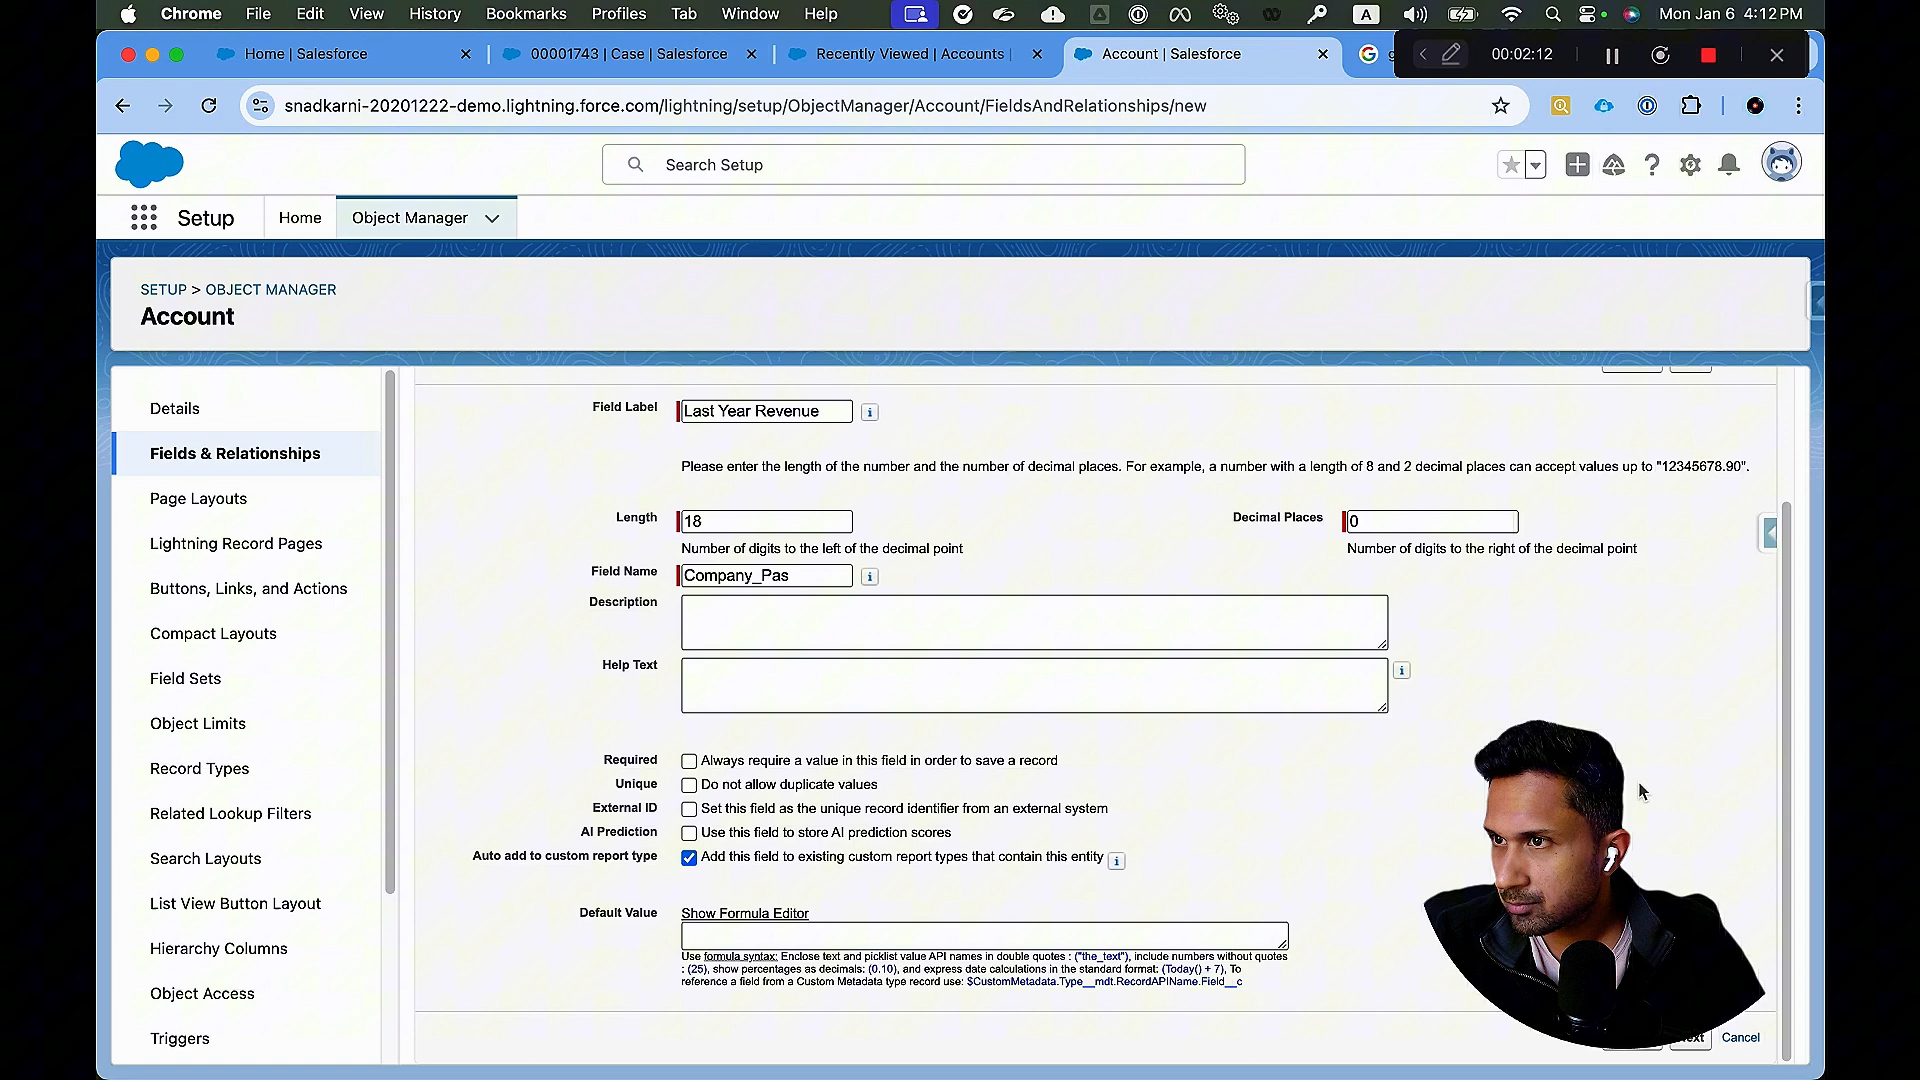 Chrome File Edit View History Bookmarks Profiles Tab Window Help A Mon Jan 6 4:12 PM
Home | Salesforce 00001743 | Case | Salesforce Recently Viewed | Accounts | Account | Salesforce 00:02:12
snadkarni-20201222-demo.lightning.force.com/lightning/setup/ObjectManager/Account/FieldsAndRelationships/new
Search Setup
Setup Home Object Manager
SETUP > OBJECT MANAGER
Account
Details
Fields & Relationships
Page Layouts
Lightning Record Pages
Buttons, Links, and Actions
Compact Layouts
Field Sets
Object Limits
Record Types
Related Lookup Filters
Search Layouts
List View Button Layout
Hierarchy Columns
Object Access
Triggers
Field Label Last Year Revenue
Please enter the length of the number and the number of decimal places. For example, a number with a length of 8 and 2 decimal places can accept values up to "12345678.90".
Length 18 Decimal Places 0
Number of digits to the left of the decimal point Number of digits to the right of the decimal point
Field Name Company_Pas
Description
Help Text
Required Always require a value in this field in order to save a record
Unique Do not allow duplicate values
External ID Set this field as the unique record identifier from an external system
AI Prediction Use this field to store AI prediction scores
Auto add to custom report type Add this field to existing custom report types that contain this entity
Default Value Show Formula Editor
Use formula syntax: Enclose text and picklist value API names in double quotes : ("the_text"), include numbers without quotes
: (25), show percentages as decimals: (0.10), and express date calculations in the standard format: (Today() + 7), To
reference a field from a Custom Metadata type record use: $CustomMetadata.Type__mdt.RecordAPIName.Field__c
Cancel